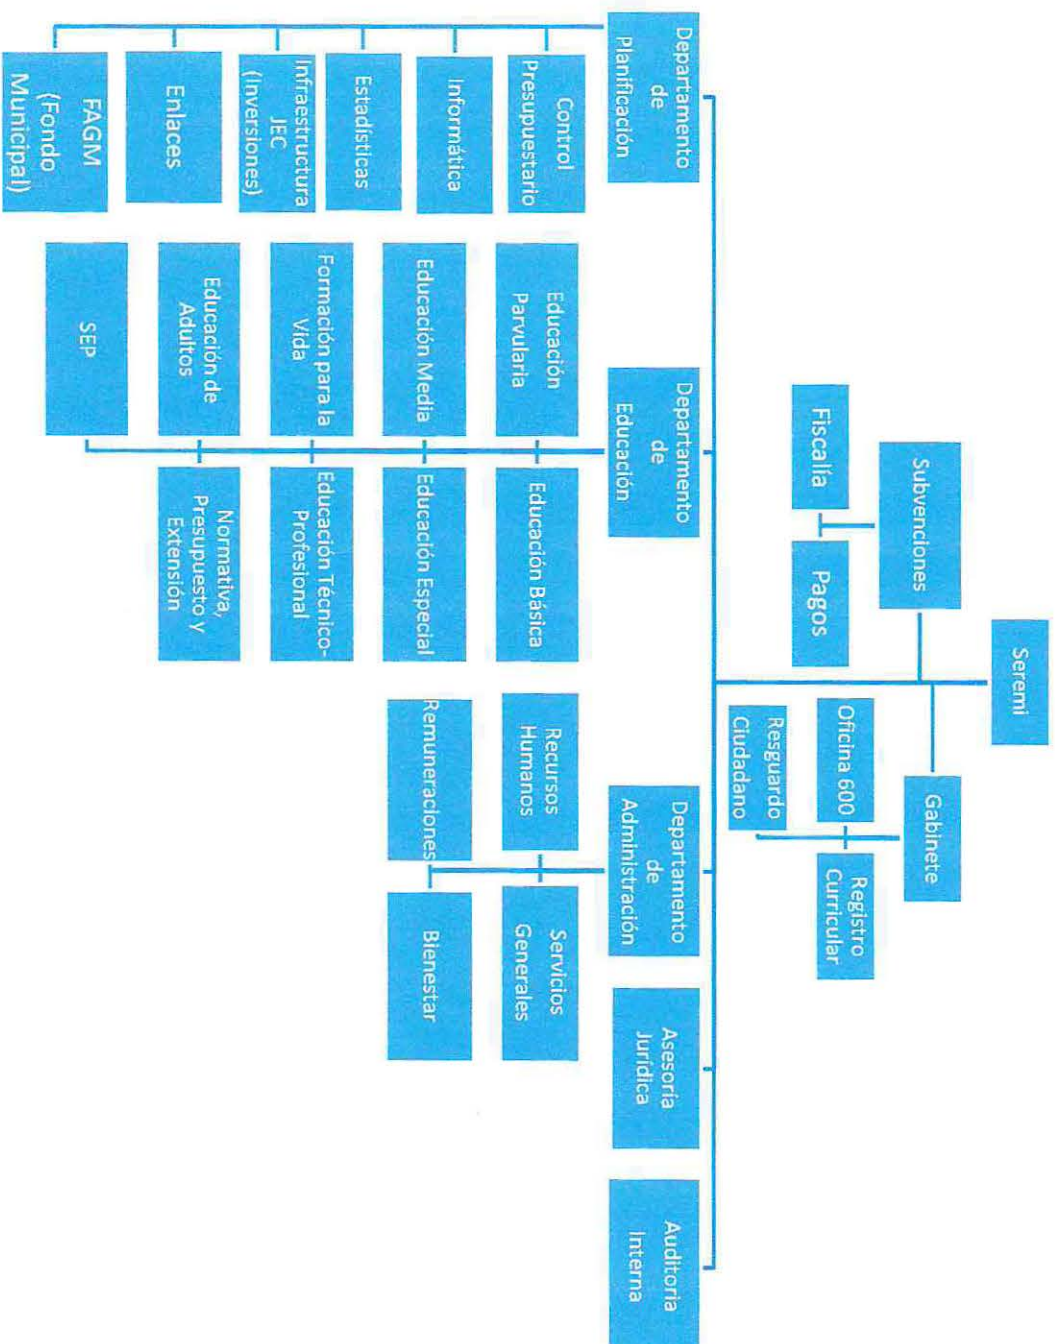 Seremi
Subvenciones
Gabinete
Fiscalía
Pagos
Oficina 600
Registro
Curricular
Resguardo
Ciudadano
Departamento
de
Planificación
Departamento
de
Educación
Departamento
de
Administración
Asesoría
Jurídica
Auditoria
Interna
Control
Presupuestario
Informática
Estadísticas
Infraestructura
JEC
(Inversiones)
Enlaces
FAGM
(Fondo
Municipal)
Educación
Parvularia
Educación Básica
Educación Media
Educación Especial
Formación para la
Vida
Educación Técnico-
Profesional
Educación de
Adultos
Normativa,
Presupuesto y
Extensión
SEP
Recursos
Humanos
Servicios
Generales
Remuneraciones
Bienestar